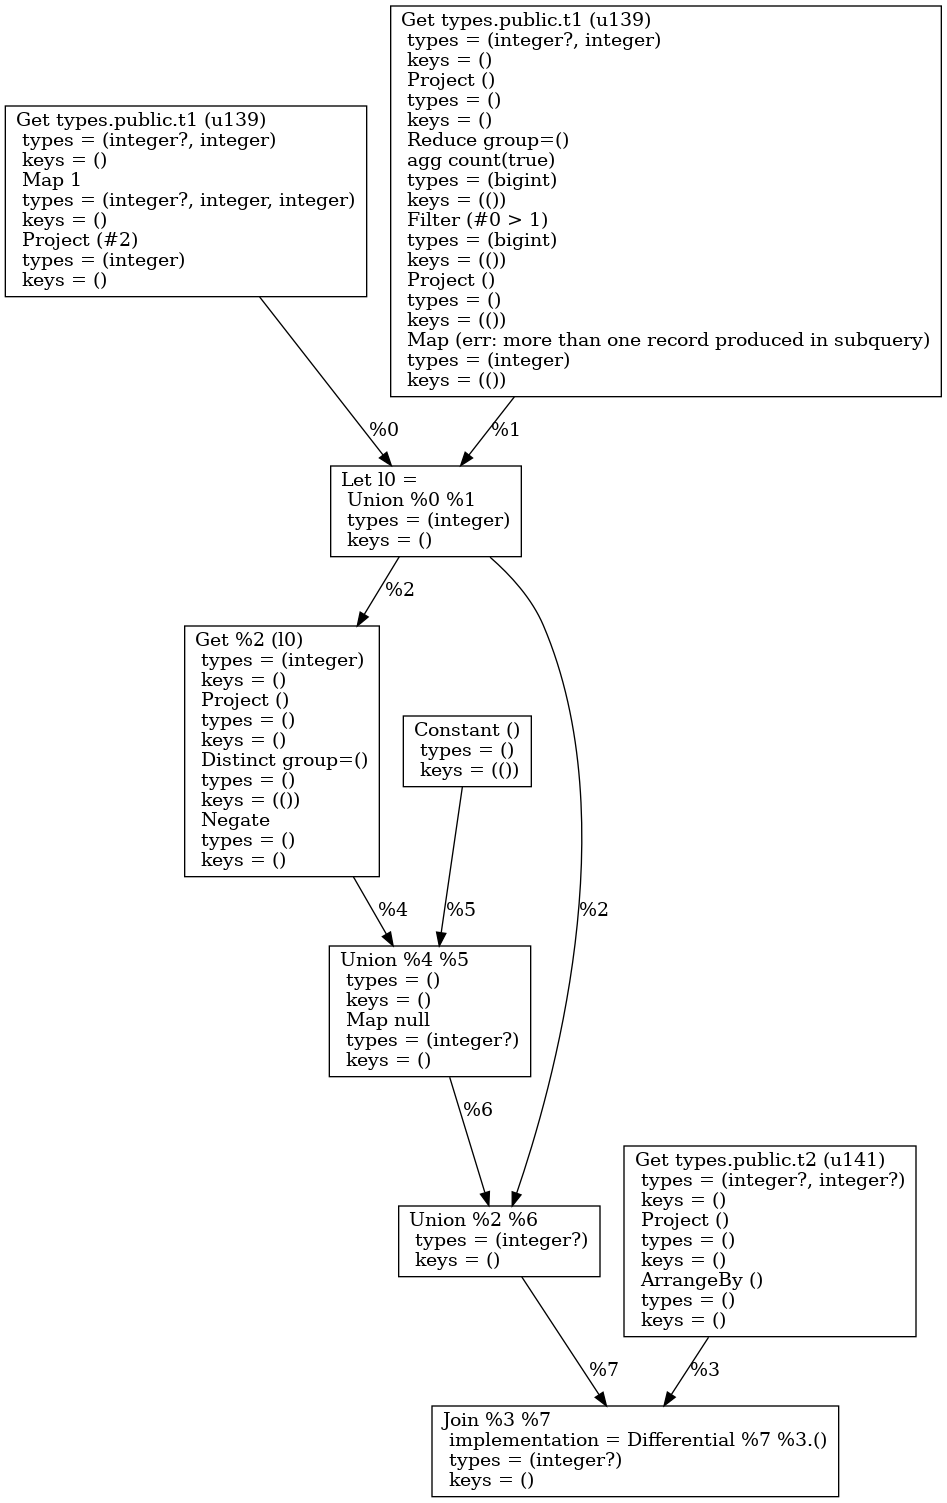 Get types.public.t1 (u139)
types = (integer?, integer)
keys = ()
Project ()
types = ()
keys = ()
Reduce group=()
agg count(true)
types = (bigint)
keys = (())
Filter (#0 > 1)
types = (bigint)
keys = (())
Project ()
types = ()
keys = (())
Map (err: more than one record produced in subquery)
types = (integer)
keys = (())
Get types.public.t1 (u139)
types = (integer?, integer)
keys = ()
Map 1
types = (integer?, integer, integer)
keys = ()
Project (#2)
types = (integer)
keys = ()
%0
%1
Let l0 =
Union %0 %1
types = (integer)
keys = ()
%2
Get %2 (l0)
types = (integer)
keys = ()
Project ()
types = ()
keys = ()
Distinct group=()
types = ()
keys = (())
Negate
types = ()
keys = ()
Constant ()
types = ()
keys = (())
%4
%5
%2
Union %4 %5
types = ()
keys = ()
Map null
types = (integer?)
keys = ()
%6
Get types.public.t2 (u141)
types = (integer?, integer?)
keys = ()
Project ()
types = ()
keys = ()
ArrangeBy ()
types = ()
keys = ()
Union %2 %6
types = (integer?)
keys = ()
%7
%3
Join %3 %7
implementation = Differential %7 %3.()
types = (integer?)
keys = ()